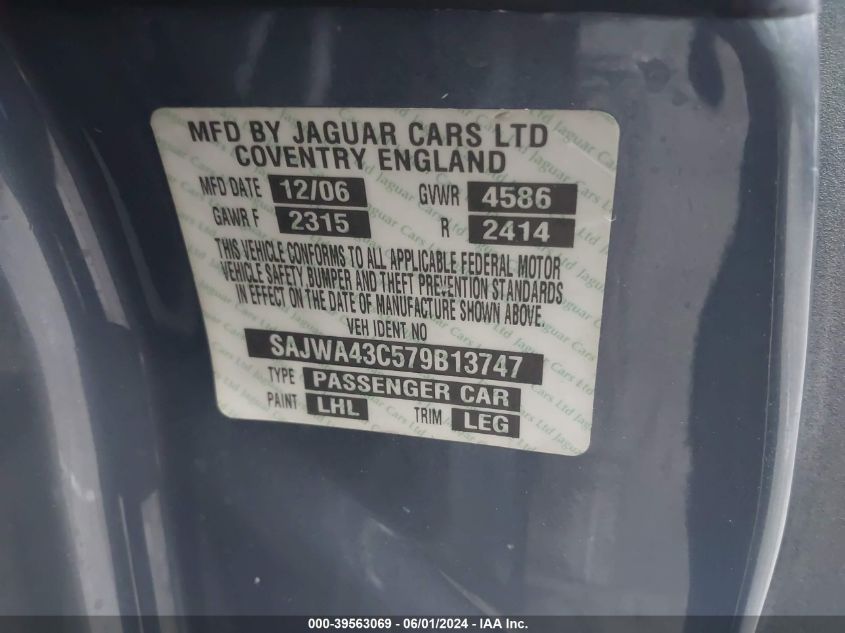 MFD BY JAGUAR CARS LTD
COVENTRY ENGLAND
MFD DATE 12/06 GVWR 4586
GAWR F 2315 R 2414
THIS VEHICLE CONFORMS TO ALL APPLICABLE FEDERAL MOTOR
VEHICLE SAFETY BUMPER AND THEFT PREVENTION STANDARDS
IN EFFECT ON THE DATE OF MANUFACTURE SHOWN ABOVE.
VEH IDENT NO
SAJWA43C579B13747
TYPE PASSENGER CAR
PAINT LHL TRIM LEG
000-39563069 - 06/01/2024 - IAA Inc.